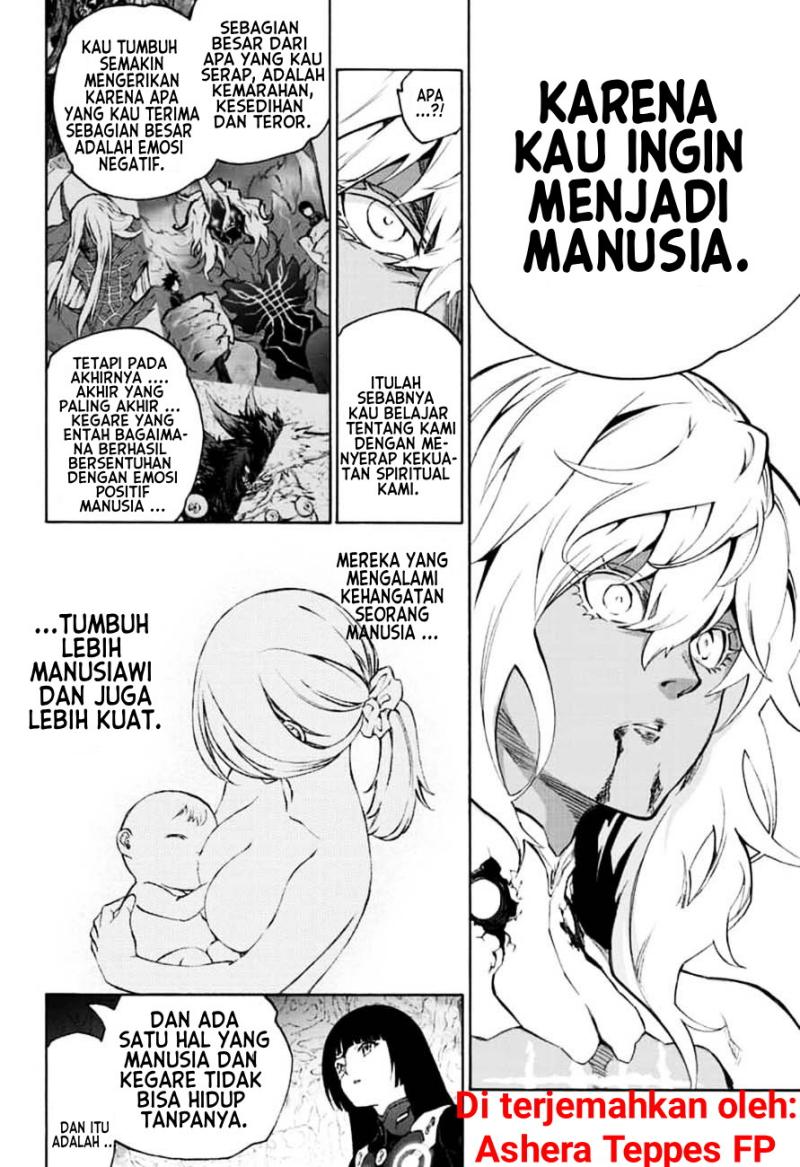 KARENA
KAU INGIN
MENJADI
MANUSIA.
APA
...?!
ITULAH
SEBABNYA
KAU BELAJAR
TENTANG KAMI
DENGAN ME-
NYERAP KEKUA-
TAN SPIRITUAL
KAMI.
SEBAGIAN
BESAR DARI
APA YANG KAU
SERAP, ADALAH
KEMARAHAN,
KESEDIHAN
DAN TEROR.
KAU TUMBUH
SEMAKIN
MENGERIKAN
KARENA APA
YANG KAU TERIMA
SEBAGIAN BESAR
ADALAH EMOSI
NEGATIF.
TETAPI PADA
AKHIRNYA ....
AKHIR YANG
PALING AKHIR ...
KEGARE YANG
ENTAH BAGAIMA-
NA BERHASIL
BERSENTUHAN
DENGAN EMOSI
POSITIF
MANUSIA ...
MEREKA YANG
MENGALAMI
KEHANGATAN
SEORANG
MANUSIA ...
...TUMBUH
LEBIH
MANUSIAWI
DAN JUGA
LEBIH KUAT.
DAN ADA
SATU HAL YANG
MANUSIA DAN
KEGARE TIDAK
BISA HIDUP
TANPANYA.
DAN ITU
ADALAH ..
Di terjemahkan oleh:
Ashera Teppes FP